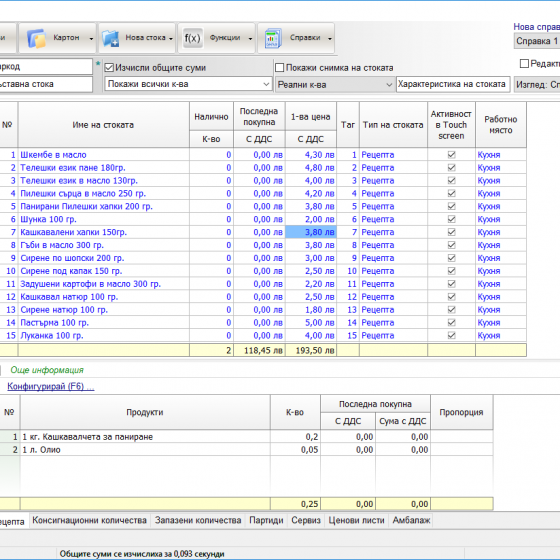 Нова справ
Картон Нова стока Функции Справки
Справка 1
ркод Изчисли общите суми Покажи снимка на стоката Редакти
ъставна стока Покажи всички к-ва Реални к-ва Характеристика на стоката Изглед: Сп
№ Име на стоката Налично К-во Последна покупна С ДДС 1-ва цена С ДДС Таг Тип на стоката Активност в Touch screen Работно място
1 Шкембе в масло 0 0,00 лв 4,30 лв 1 Рецепта Кухня
2 Телешки език пане 180гр. 0 0,00 лв 4,80 лв 2 Рецепта Кухня
3 Телешки език в масло 130гр. 0 0,00 лв 4,00 лв 3 Рецепта Кухня
4 Пилешки сърца в масло 250 гр. 0 0,00 лв 4,20 лв 4 Рецепта Кухня
5 Панирани Пилешки хапки 200 гр. 0 0,00 лв 3,80 лв 5 Рецепта Кухня
6 Шунка 100 гр. 0 0,00 лв 2,00 лв 6 Рецепта Кухня
7 Кашкавалени хапки 150гр. 0 0,00 лв 3,80 лв 7 Рецепта Кухня
8 Гъби в масло 300 гр. 0 0,00 лв 3,80 лв 8 Рецепта Кухня
9 Сирене по шопски 200 гр. 0 0,00 лв 3,00 лв 9 Рецепта Кухня
10 Сирене под капак 150 гр. 0 0,00 лв 2,50 лв 10 Рецепта Кухня
11 Задушени картофи в масло 300 гр. 0 0,00 лв 2,20 лв 11 Рецепта Кухня
12 Кашкавал натюр 100 гр. 0 0,00 лв 2,50 лв 12 Рецепта Кухня
13 Сирене натюр 100 гр. 0 0,00 лв 1,80 лв 13 Рецепта Кухня
14 Пастърма 100 гр. 0 0,00 лв 5,00 лв 14 Рецепта Кухня
15 Луканка 100 гр. 0 0,00 лв 4,00 лв 15 Рецепта Кухня
2 118,45 лв 193,50 лв
Още информация
Конфигурирай (F6) ...
№ Продукти К-во Последна покупна С ДДС Сума с ДДС Пропорция
1 1 кг. Кашкавалчета за паниране 0,2 0,00 0,00
2 1 л. Олио 0,05 0,00 0,00
0,25 0,00 0,00
ецепта Консигнационни количества Запазени количества Партиди Сервиз Ценови листи Амбалаж
Общите суми се изчислиха за 0,093 секунди